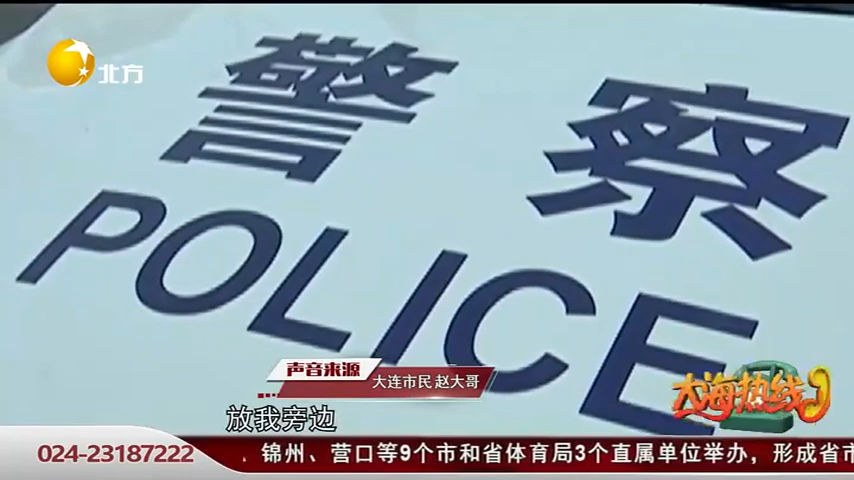 北方
警察
POLICE
声音来源
大连市民 赵大哥
大海热线
放我旁边
024-23187222
、锦州、营口等9个市和省体育局3个直属单位举办，形成省市